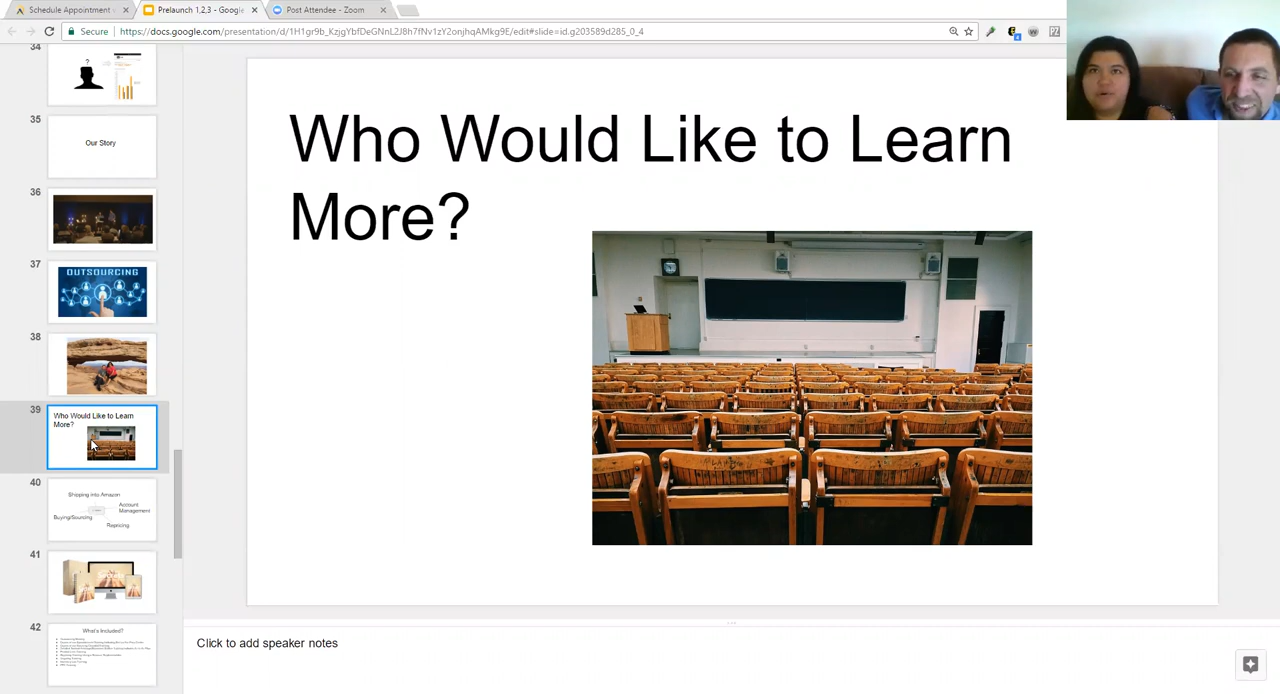 Schedule Appointment
Prelaunch 1,2,3 - Google
Post Attendee - Zoom
Secure
https://docs.google.com/presentation/d/1H1gr9b_KzjgYbfDeGNnL2J8h7fNv1zY2onjhqAMkg9E/edit#slide=id.g203589d285_0_4
34
?
35
Our Story
36
37
OUTSOURCING
38
39
Who Would Like to Learn
More?
40
Shipping into Amazon
Account
Management
Buying/Sourcing
Repricing
41
42
What's Included?
Who Would Like to Learn
More?
Click to add speaker notes